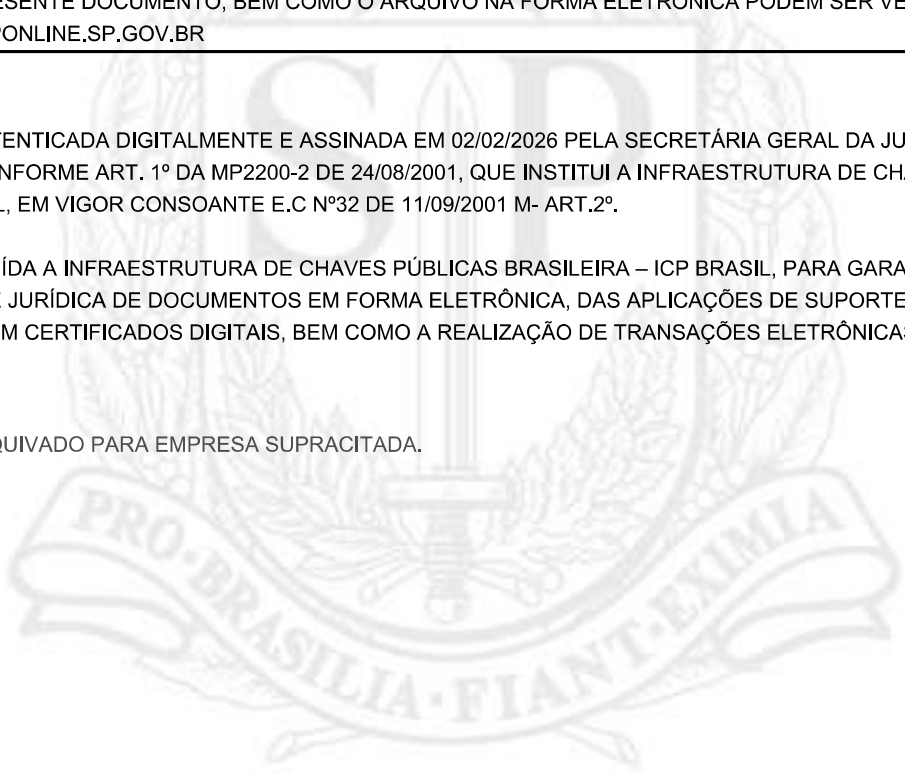 ESENTE DOCUMENTO, BEM COMO O ARQUIVO NA FORMA ELETRÔNICA PODEM SER VE
PONLINE.SP.GOV.BR
TENTICADA DIGITALMENTE E ASSINADA EM 02/02/2026 PELA SECRETÁRIA GERAL DA JU
NFORME ART. 1º DA MP2200-2 DE 24/08/2001, QUE INSTITUI A INFRAESTRUTURA DE CHA
L, EM VIGOR CONSOANTE E.C Nº32 DE 11/09/2001 M- ART.2º.
ÍDA A INFRAESTRUTURA DE CHAVES PÚBLICAS BRASILEIRA – ICP BRASIL, PARA GARA
E JURÍDICA DE DOCUMENTOS EM FORMA ELETRÔNICA, DAS APLICAÇÕES DE SUPORTE
M CERTIFICADOS DIGITAIS, BEM COMO A REALIZAÇÃO DE TRANSAÇÕES ELETRÔNICAS
QUIVADO PARA EMPRESA SUPRACITADA.
SP
PRO·BRASILIA·FIANT·EXIMIA